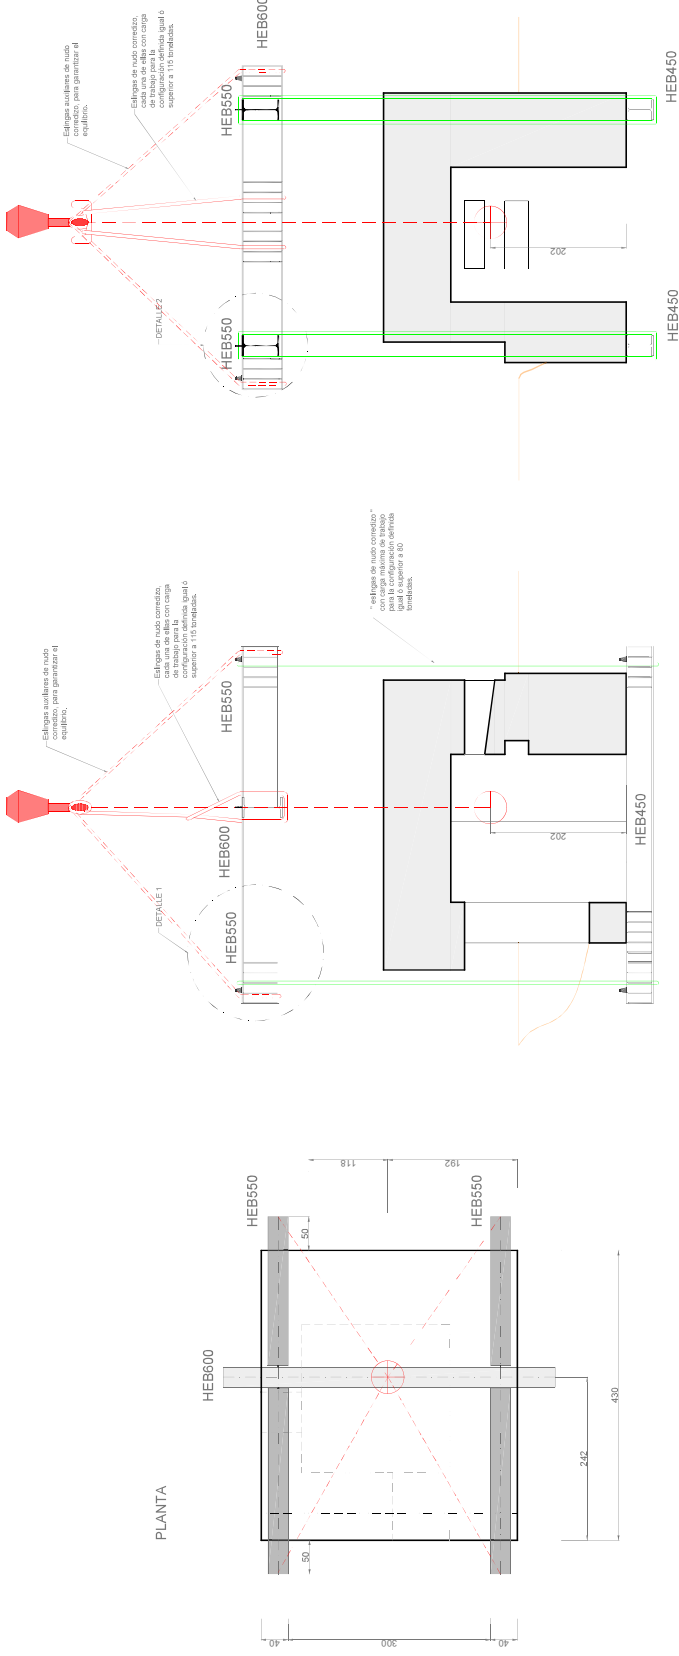 HEB600
Eslingas de nudo corredizo,
cada una de ellas con carga
de trabajo para la
configuración definida igual ó
superior a 115 toneladas.
Eslingas auxiliares de nudo
corredizo, para garantizar el
equilibrio.
HEB550
HEB450
202
DETALLE 2
HEB550
HEB450
" eslingas de nudo corredizo "
con carga máxima de trabajo
para la configuración definida
igual ó superior a 80
toneladas.
Eslingas de nudo corredizo,
cada una de ellas con carga
de trabajo para la
configuración definida igual ó
superior a 115 toneladas.
Eslingas auxiliares de nudo
corredizo, para garantizar el
equilibrio.
HEB550
HEB600
202
HEB450
DETALLE 1
HEB550
118
192
HEB550
HEB550
50
HEB600
430
242
PLANTA
50
40
300
40